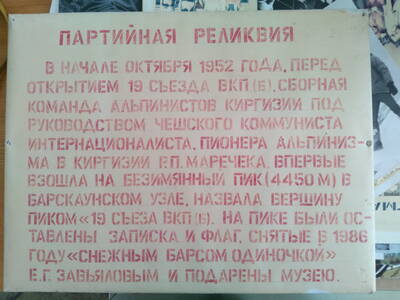 ПАРТИЙНАЯ РЕЛИКВИЯ
В НАЧАЛЕ ОКТЯБРЯ 1952 ГОДА, ПЕРЕД
ОТКРЫТИЕМ 19 СЪЕЗДА ВКП(Б), СБОРНАЯ
КОМАНДА АЛЬПИНИСТОВ КИРГИЗИИ ПОД
РУКОВОДСТВОМ ЧЕШСКОГО КОММУНИСТА
ИНТЕРНАЦИОНАЛИСТА, ПИОНЕРА АЛЬПИНИЗ-
МА В КИРГИЗИИ В.П. МАРЕЧЕКА, ВПЕРВЫЕ
ВЗОШЛА НА БЕЗИМЯННЫЙ ПИК (4450 М) В
БАРСКАУНСКОМ УЗЛЕ, НАЗВАЛА ВЕРШИНУ
ПИКОМ «19 СЪЕЗА ВКП(Б). НА ПИКЕ БЫЛИ ОС-
ТАВЛЕНЫ ЗАПИСКА И ФЛАГ, СНЯТЫЕ В 1986
ГОДУ «СНЕЖНЫМ БАРСОМ ОДИНОЧКОЙ»
Е.Г. ЗАВЬЯЛОВЫМ И ПОДАРЕНЫ МУЗЕЮ.